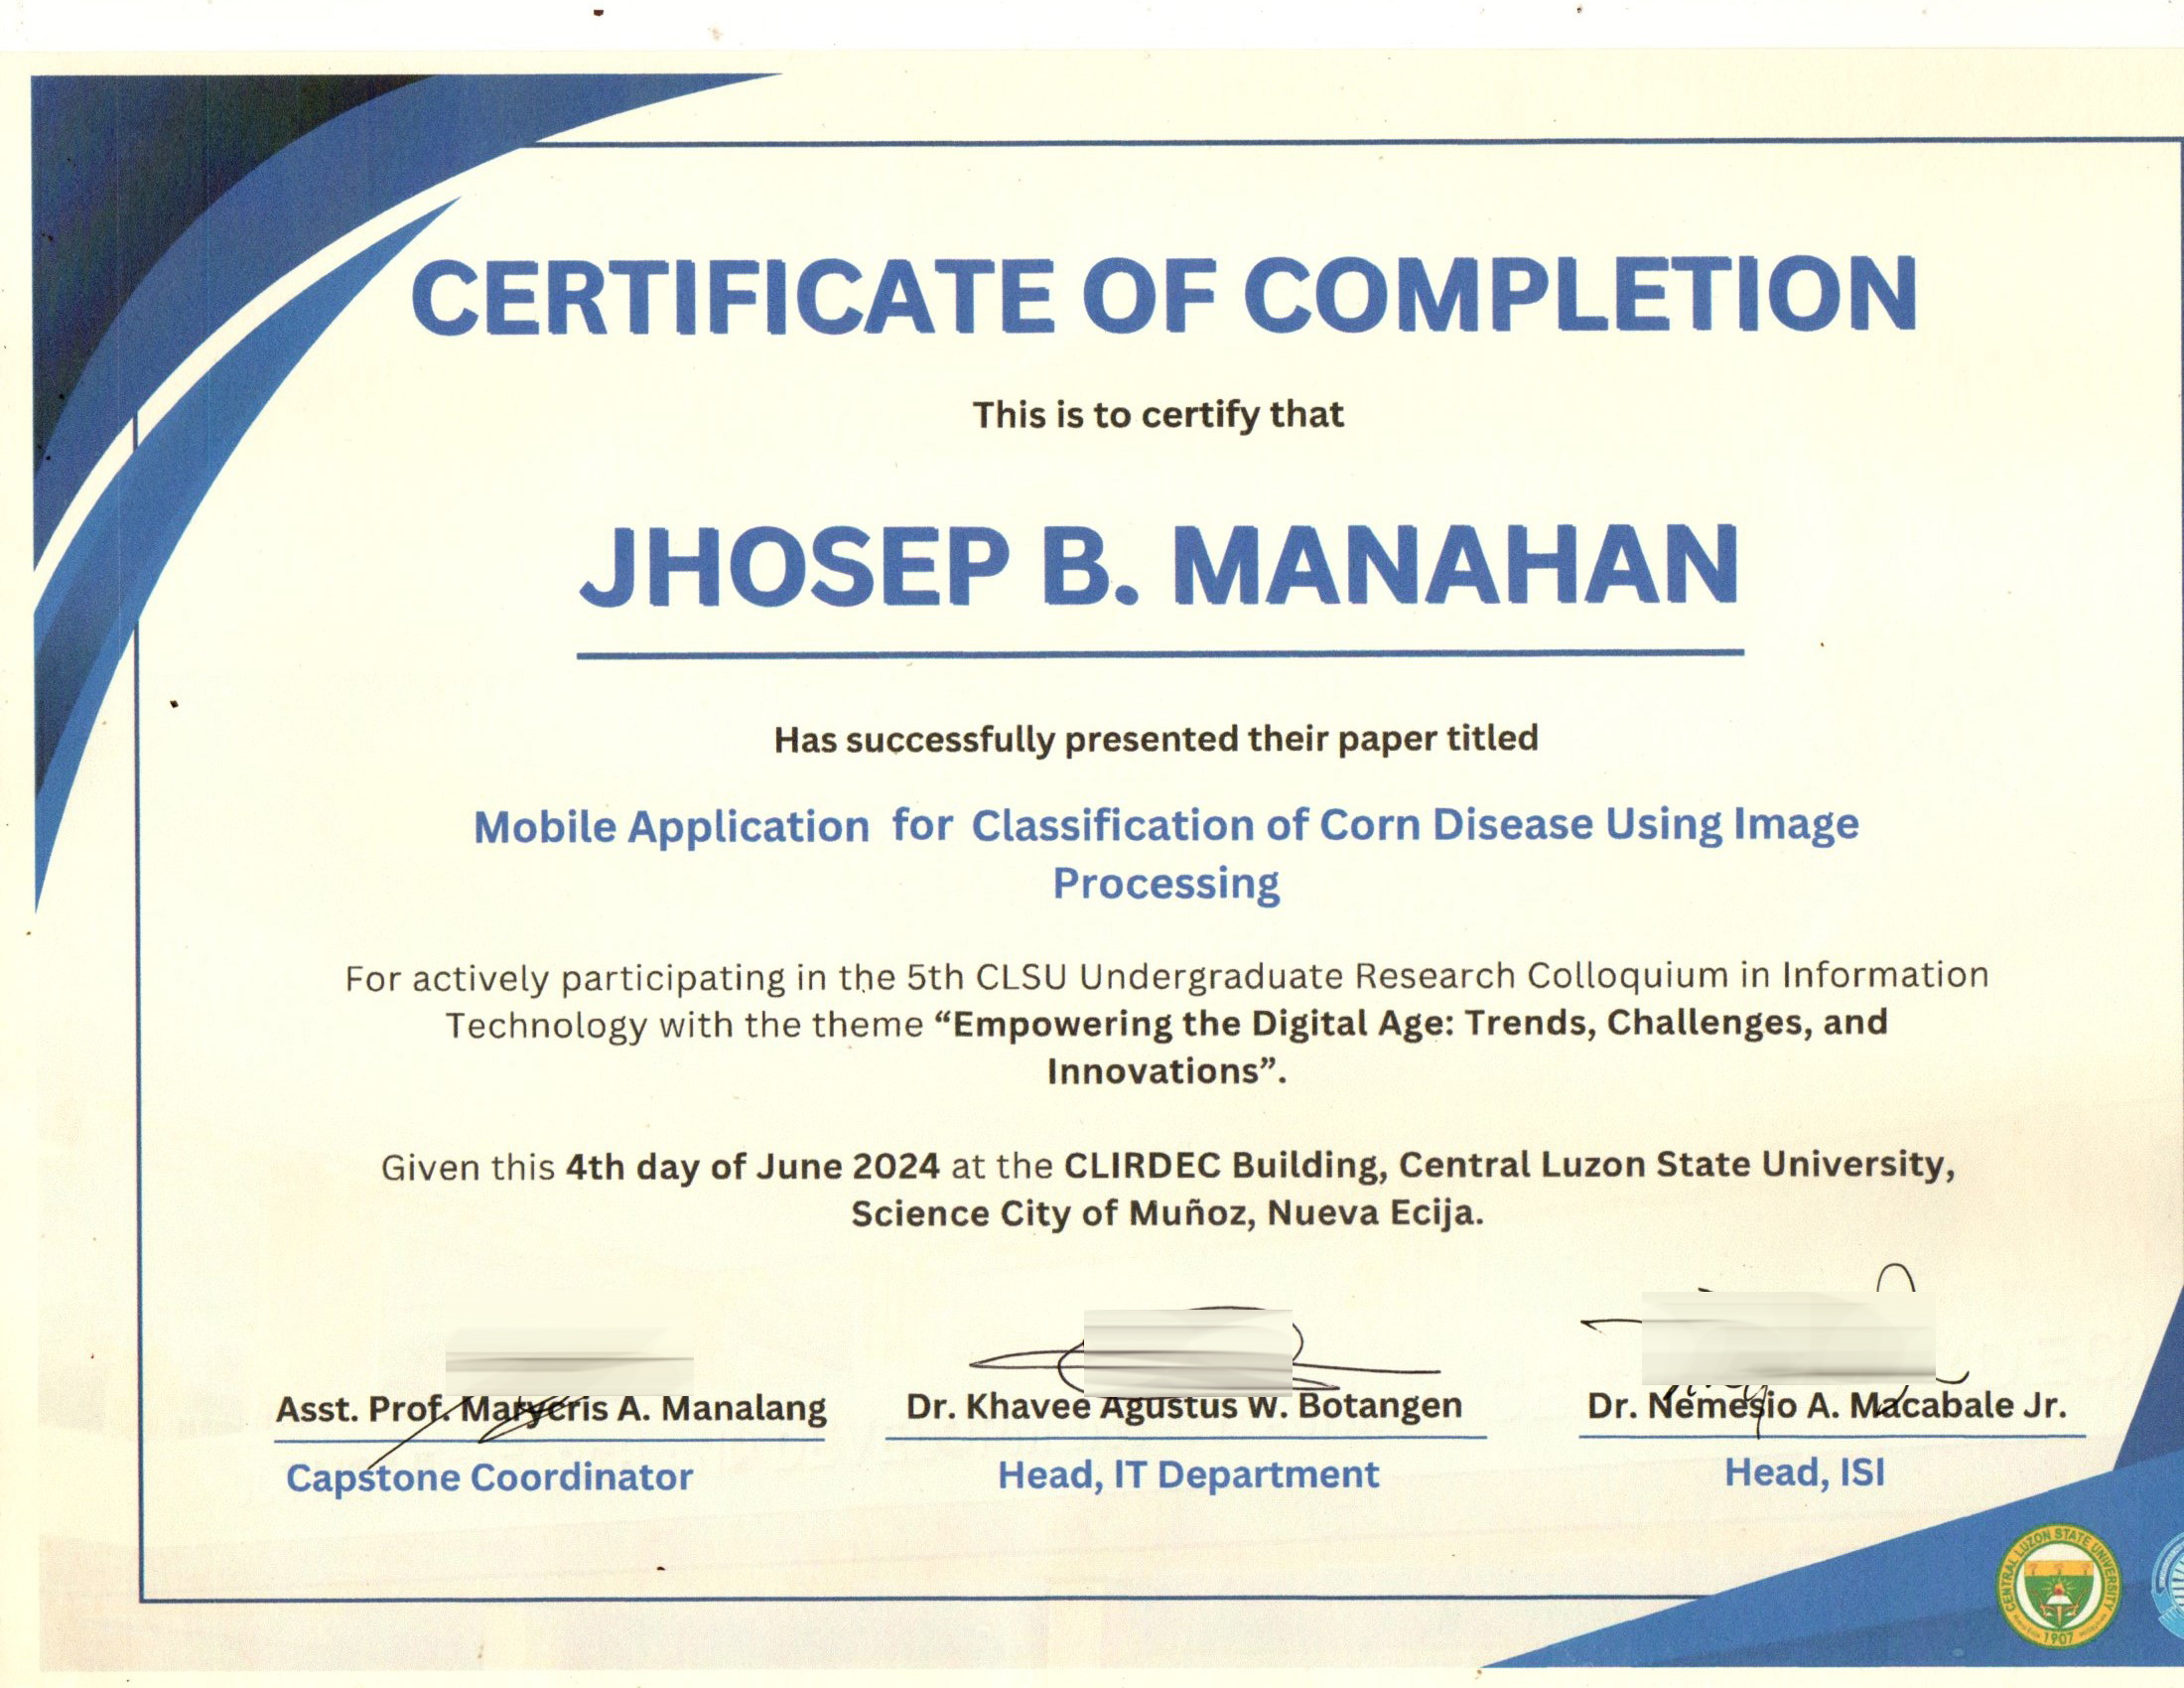 CERTIFICATE OF COMPLETION
This is to certify that
JHOSEP B. MANAHAN
Has successfully presented their paper titled
Mobile Application for Classification of Corn Disease Using Image
Processing
For actively participating in the 5th CLSU Undergraduate Research Colloquium in Information
Technology with the theme “Empowering the Digital Age: Trends, Challenges, and
Innovations”.
Given this 4th day of June 2024 at the CLIRDEC Building, Central Luzon State University,
Science City of Muñoz, Nueva Ecija.
Asst. Prof. Marycris A. Manalang
Capstone Coordinator
Dr. Khavee Agustus W. Botangen
Head, IT Department
Dr. Nemesio A. Macabale Jr.
Head, ISI
CENTRAL LUZON STATE UNIVERSITY
1907